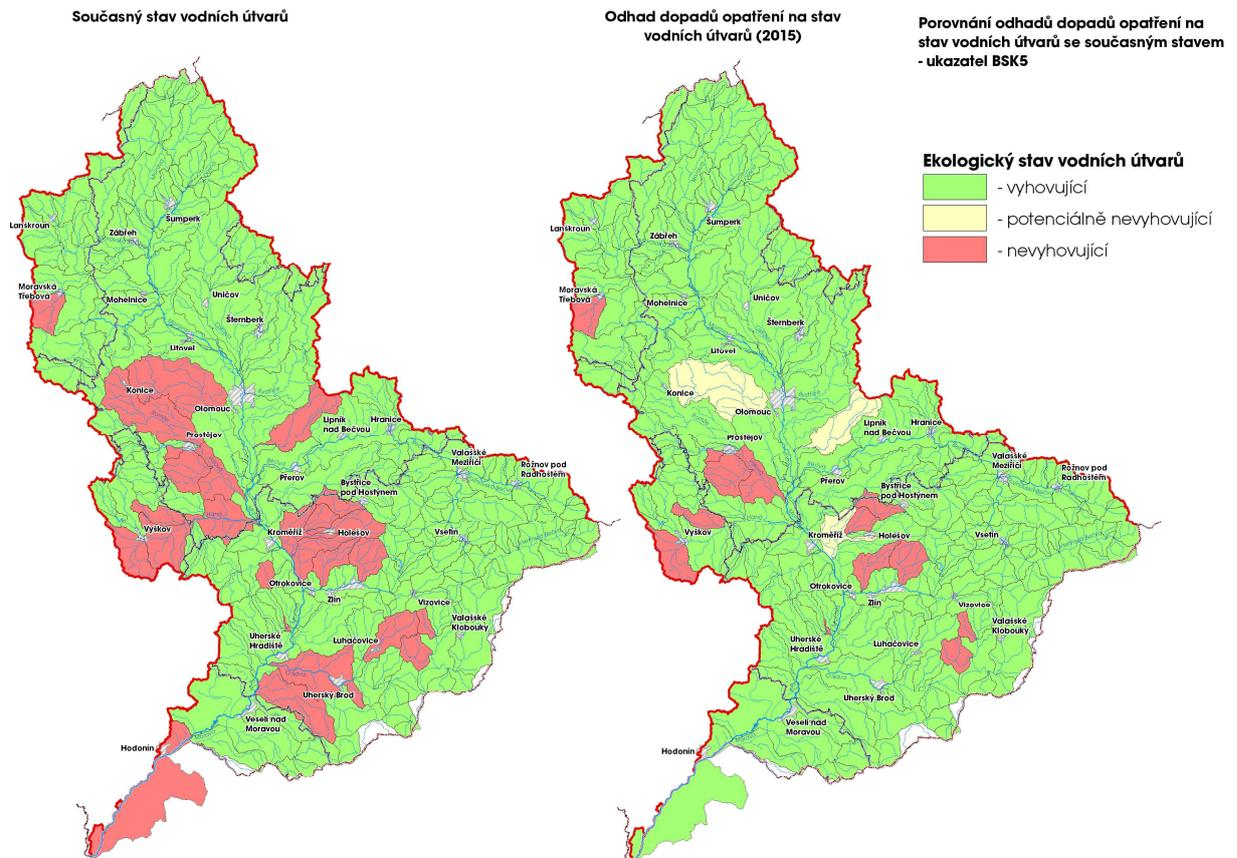 Současný stav vodních útvarů
Odhad dopadů opatření na stav
vodních útvarů (2015)
Porovnání odhadů dopadů opatření na
stav vodních útvarů se současným stavem
- ukazatel BSK5
Ekologický stav vodních útvarů
- vyhovující
- potenciálně nevyhovující
- nevyhovující
Lanškroun
Šumperk
Zábřeh
Moravská
Třebová
Mohelnice
Uničov
Šternberk
Litovel
Konice
Olomouc
Prostějov
Lipník
nad Bečvou
Hranice
Přerov
Valašské
Meziříčí
Rožnov pod
Radhoštěm
Bystřice
pod Hostýnem
Vyškov
Kroměříž
Holešov
Vsetín
Otrokovice
Zlín
Vizovice
Valašské
Klobouky
Uherské
Hradiště
Luhačovice
Uherský Brod
Veselí nad
Moravou
Hodonín
Lanškroun
Šumperk
Zábřeh
Moravská
Třebová
Mohelnice
Uničov
Šternberk
Litovel
Konice
Olomouc
Prostějov
Lipník
nad Bečvou
Hranice
Přerov
Valašské
Meziříčí
Rožnov pod
Radhoštěm
Bystřice
pod Hostýnem
Vyškov
Kroměříž
Holešov
Vsetín
Otrokovice
Zlín
Vizovice
Valašské
Klobouky
Uherské
Hradiště
Luhačovice
Uherský Brod
Veselí nad
Moravou
Hodonín